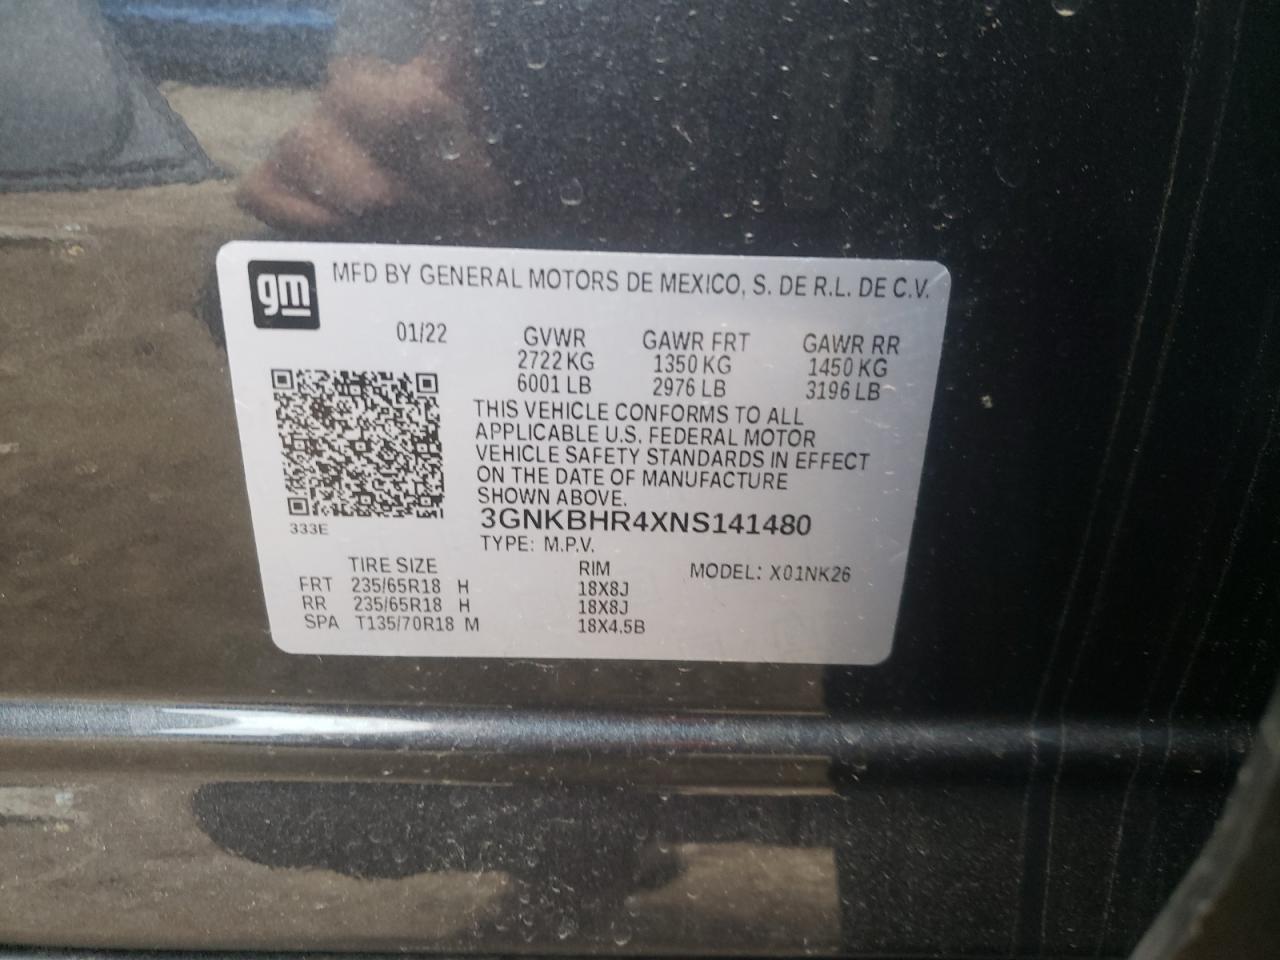 gm MFD BY GENERAL MOTORS DE MEXICO, S. DE R.L. DE C.V.
01/22 GVWR GAWR FRT GAWR RR
2722 KG 1350 KG 1450 KG
6001 LB 2976 LB 3196 LB
THIS VEHICLE CONFORMS TO ALL
APPLICABLE U.S. FEDERAL MOTOR
VEHICLE SAFETY STANDARDS IN EFFECT
ON THE DATE OF MANUFACTURE
SHOWN ABOVE.
3GNKBHR4XNS141480
333E
TYPE: M.P.V.
TIRE SIZE RIM MODEL: X01NK26
FRT 235/65R18 H 18X8J
RR 235/65R18 H 18X8J
SPA T135/70R18 M 18X4.5B